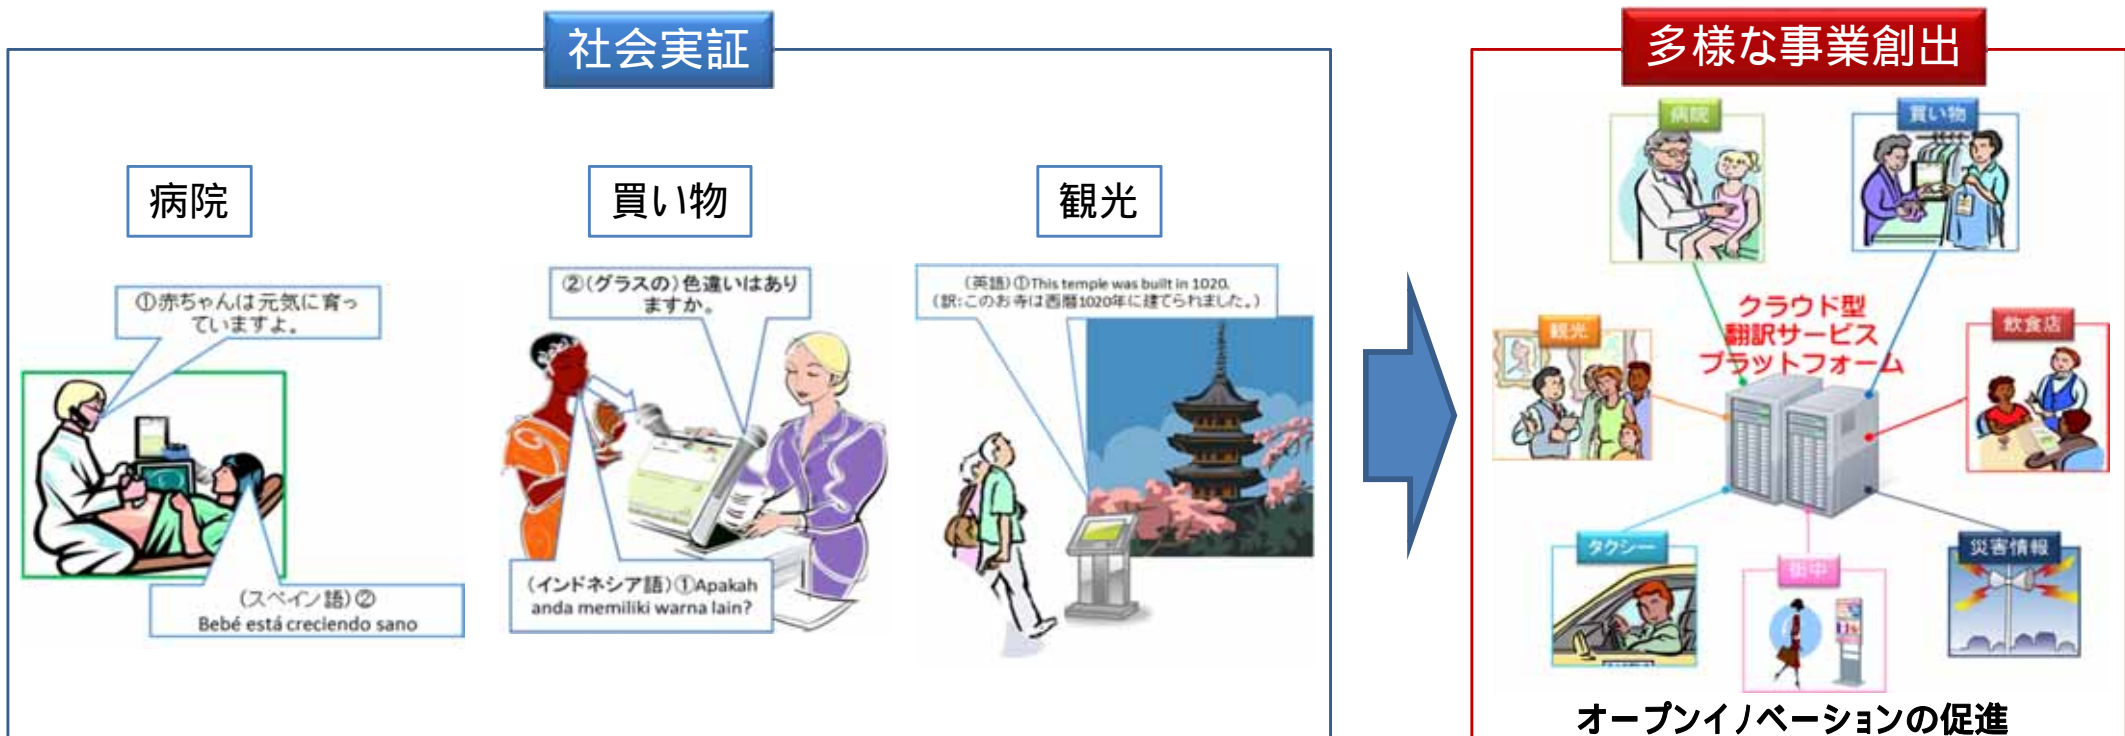 社会実証
病院
①赤ちゃんは元気に育っ
ていますよ。
(スペイン語)②
Bebé está creciendo sano
買い物
②(グラスの)色違いはあり
ますか。
(インドネシア語)①Apakah
anda memiliki warna lain?
観光
(英語)①This temple was built in 1020.
(訳:このお寺は西暦1020年に建てられました。)
多様な事業創出
病院
買い物
観光
クラウド型
翻訳サービス
プラットフォーム
飲食店
タクシー
街中
災害情報
オープンイノベーションの促進